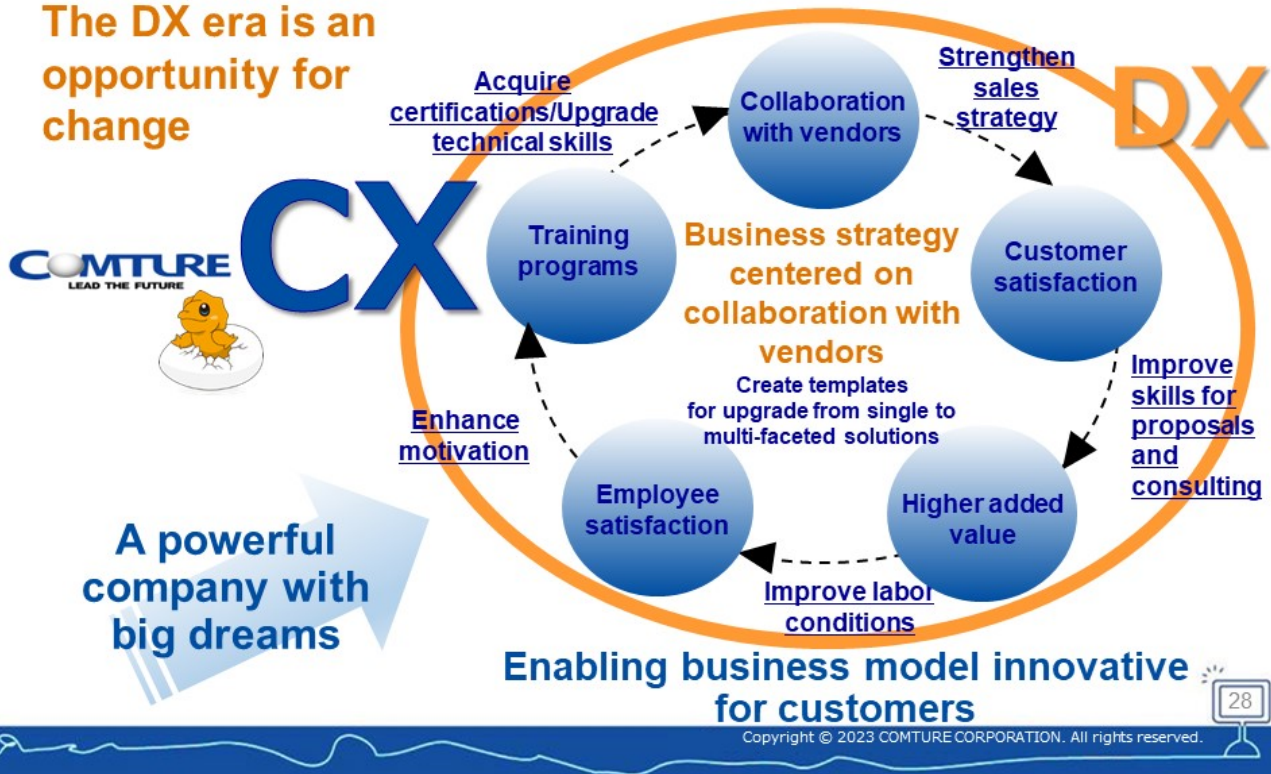 The DX era is an
opportunity for
change
Acquire
certifications/Upgrade
technical skills
Collaboration
with vendors
Strengthen
sales
strategy
DX
CX
COMTURE
LEAD THE FUTURE
Training
programs
Business strategy
centered on
collaboration with
vendors
Create templates
for upgrade from single to
multi-faceted solutions
Customer
satisfaction
Improve
skills for
proposals
and
consulting
Enhance
motivation
Employee
satisfaction
Higher added
value
Improve labor
conditions
A powerful
company with
big dreams
Enabling business model innovative
for customers
28
Copyright © 2023 COMTURE CORPORATION. All rights reserved.